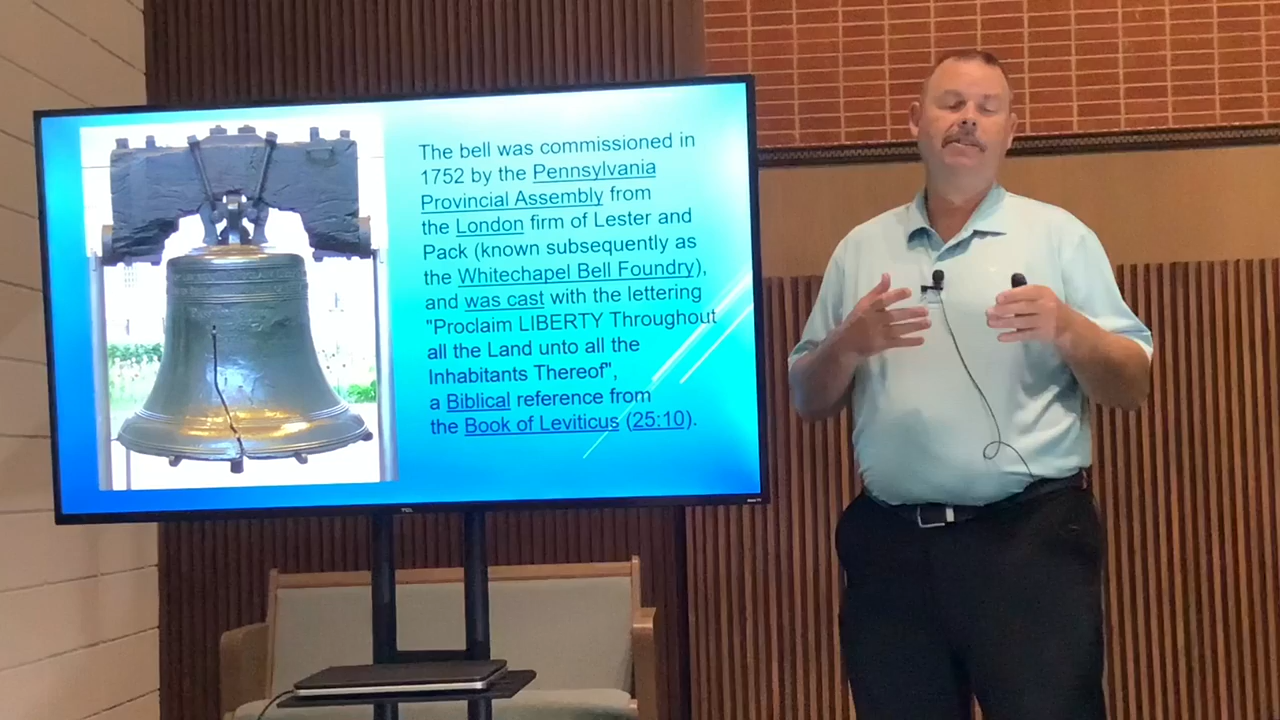 The bell was commissioned in
1752 by the Pennsylvania
Provincial Assembly from
the London firm of Lester and
Pack (known subsequently as
the Whitechapel Bell Foundry),
and was cast with the lettering
"Proclaim LIBERTY Throughout
all the Land unto all the
Inhabitants Thereof",
a Biblical reference from
the Book of Leviticus (25:10).
TCL